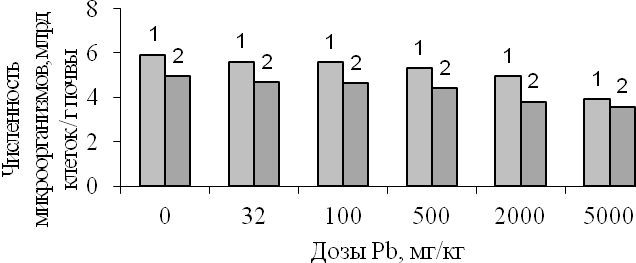 Численность
микроорганизмов, млрд
клеток/г почвы
8
6
4
2
0
1 2 1 2 1 2 1 2 1 2 1 2
0 32 100 500 2000 5000
Дозы Pb, мг/кг